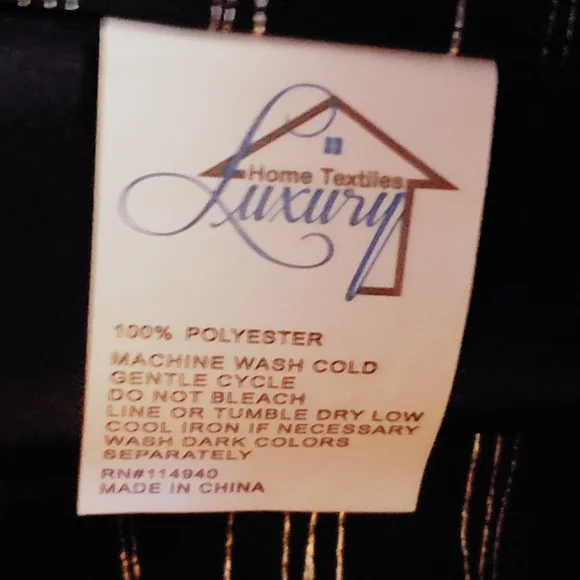 Home Textiles
Luxury
100% POLYESTER
MACHINE WASH COLD
GENTLE CYCLE
DO NOT BLEACH
LINE OR TUMBLE DRY LOW
COOL IRON IF NECESSARY
WASH DARK COLORS
SEPARATELY
RN#114940
MADE IN CHINA